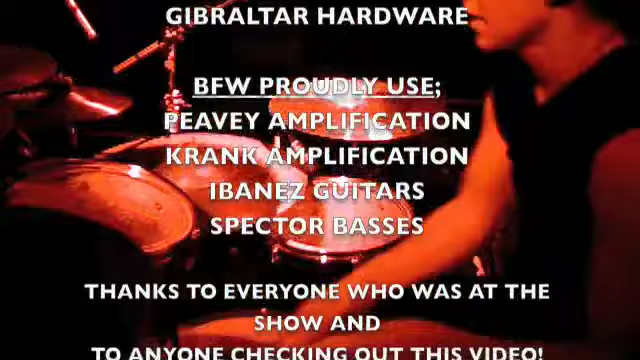 GIBRALTAR HARDWARE
BFW PROUDLY USE;
PEAVEY AMPLIFICATION
KRANK AMPLIFICATION
IBANEZ GUITARS
SPECTOR BASSES
THANKS TO EVERYONE WHO WAS AT THE
SHOW AND
TO ANYONE CHECKING OUT THIS VIDEO!